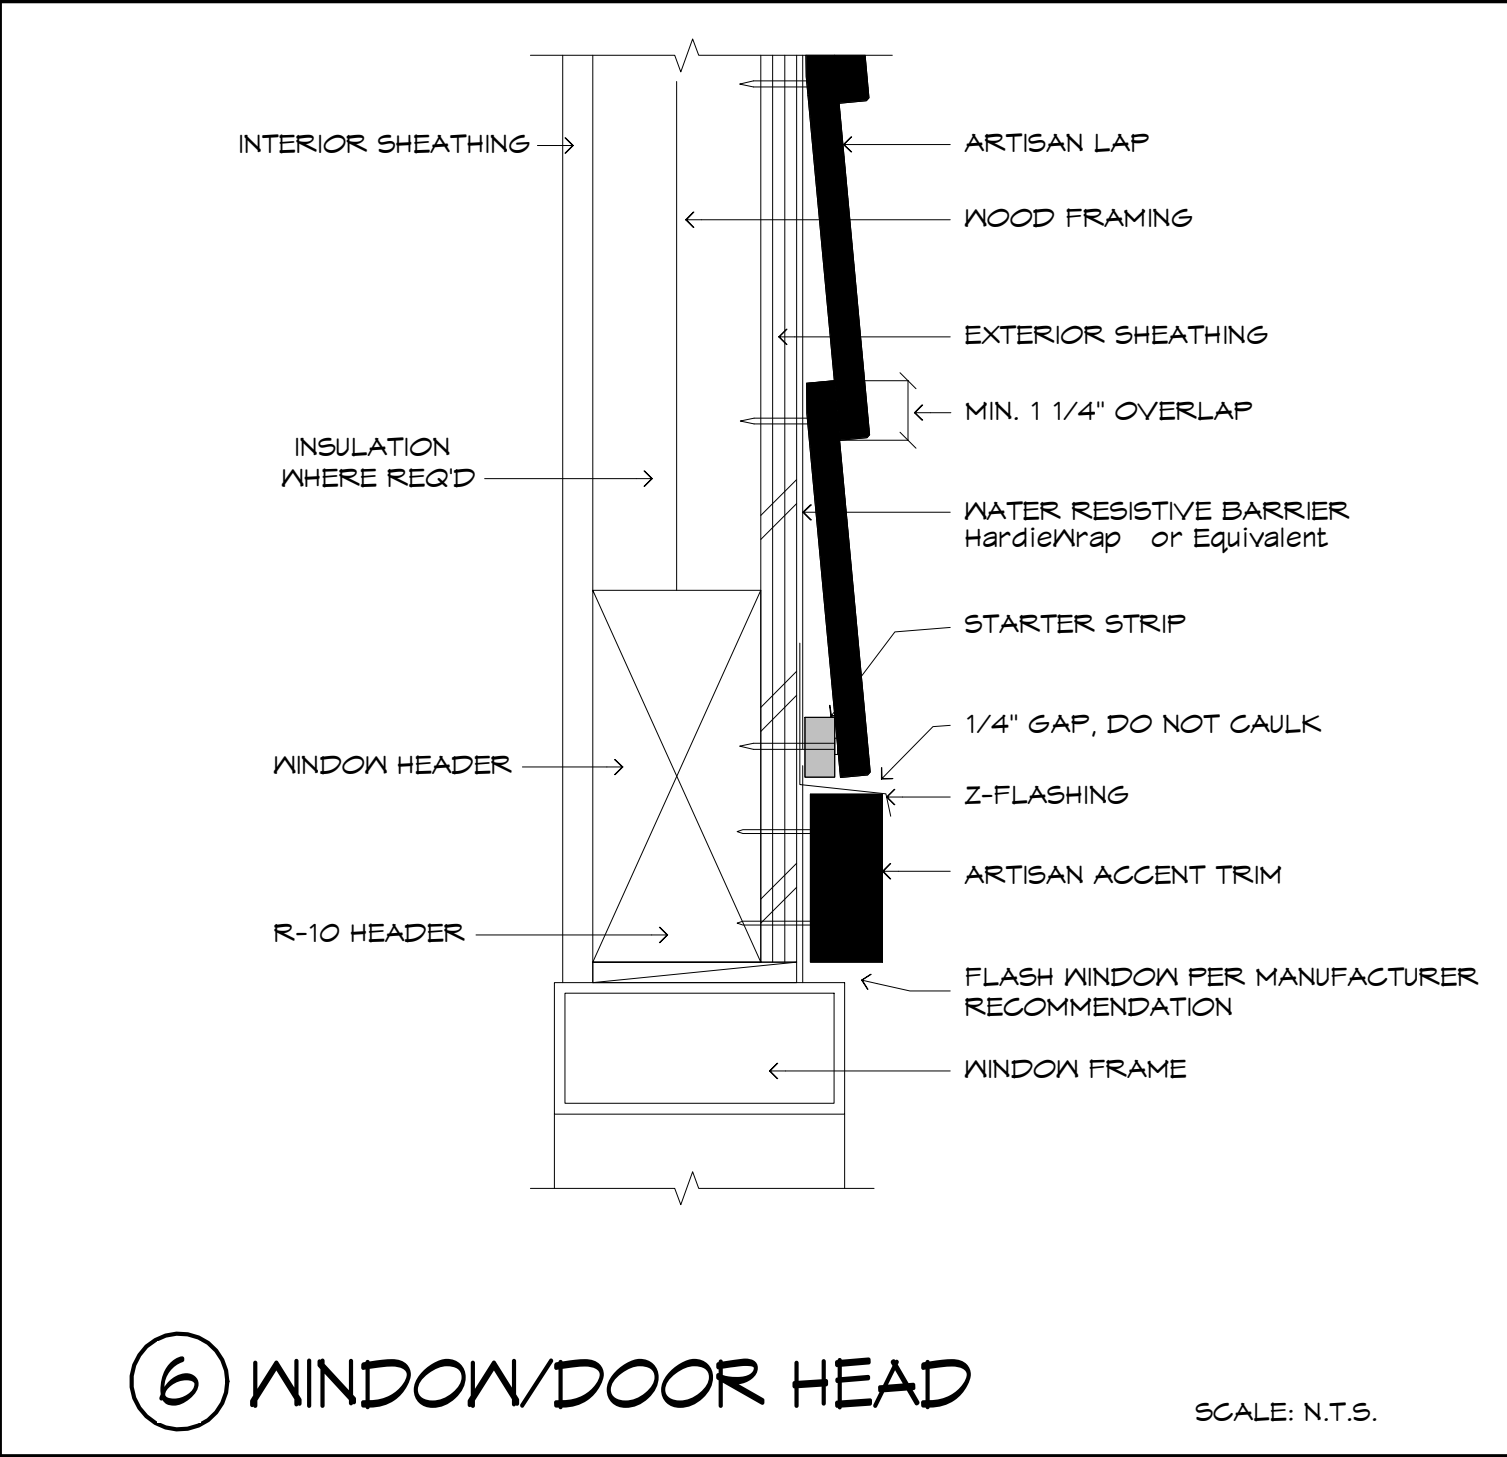 INTERIOR SHEATHING
ARTISAN LAP
WOOD FRAMING
EXTERIOR SHEATHING
MIN. 1 1/4" OVERLAP
INSULATION
WHERE REQ'D
WATER RESISTIVE BARRIER
HardieWrap or Equivalent
STARTER STRIP
1/4" GAP, DO NOT CAULK
WINDOW HEADER
Z-FLASHING
ARTISAN ACCENT TRIM
R-10 HEADER
FLASH WINDOW PER MANUFACTURER
RECOMMENDATION
WINDOW FRAME
6 WINDOW/DOOR HEAD
SCALE: N.T.S.